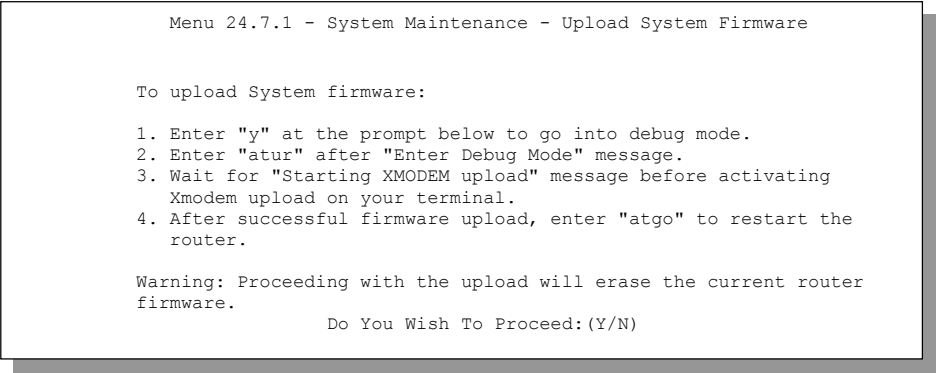 Menu 24.7.1 - System Maintenance - Upload System Firmware
To upload System firmware:
1. Enter "y" at the prompt below to go into debug mode.
2. Enter "atur" after "Enter Debug Mode" message.
3. Wait for "Starting XMODEM upload" message before activating
Xmodem upload on your terminal.
4. After successful firmware upload, enter "atgo" to restart the
router.
Warning: Proceeding with the upload will erase the current router
firmware.
Do You Wish To Proceed:(Y/N)